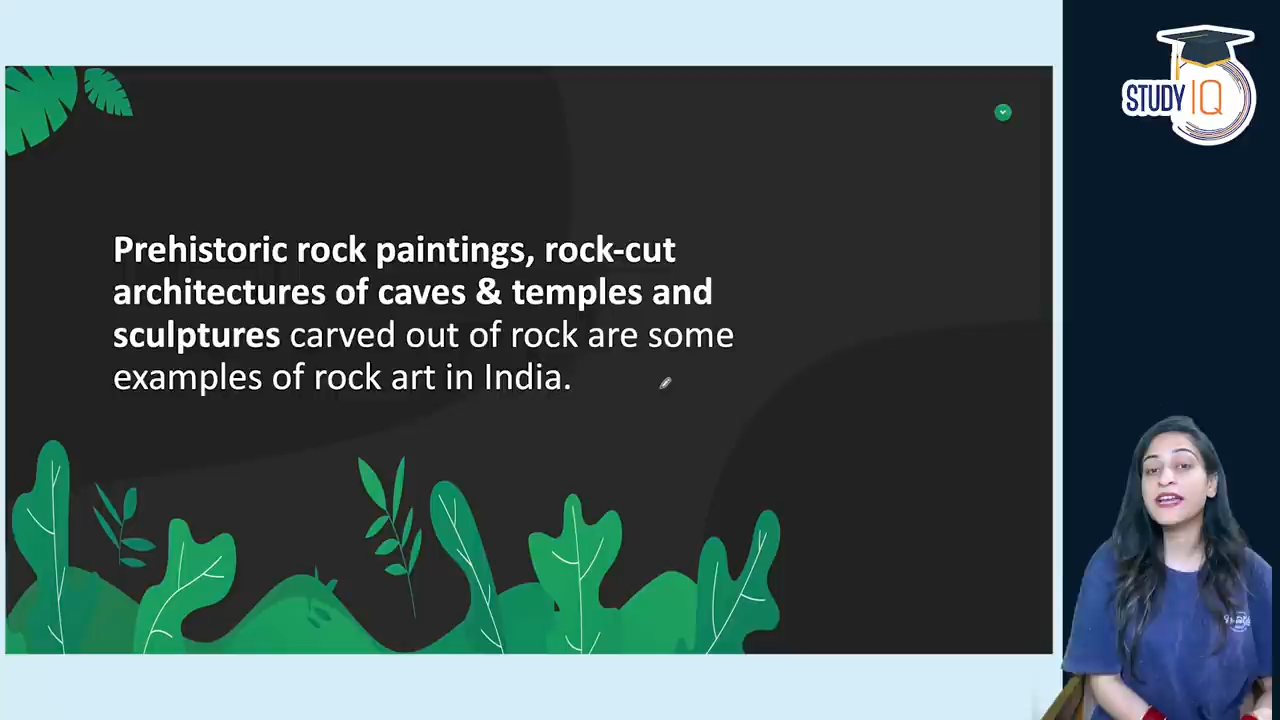 STUDY IQ
Prehistoric rock paintings, rock-cut
architectures of caves & temples and
sculptures carved out of rock are some
examples of rock art in India.